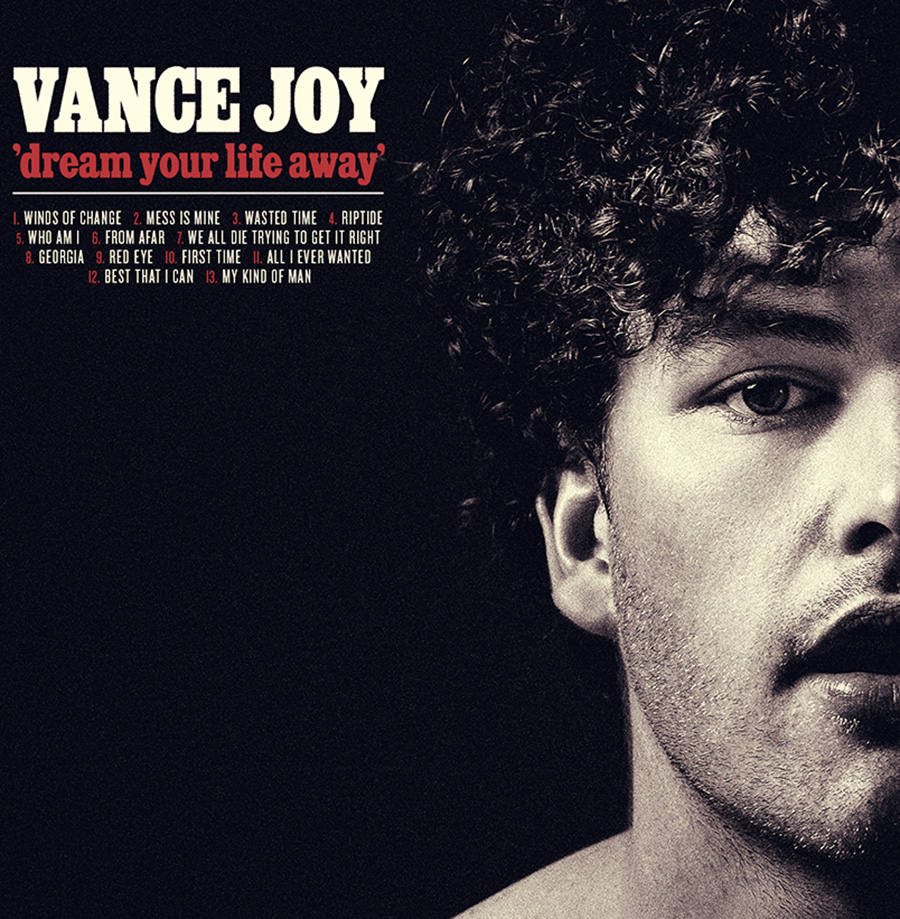 VANCE JOY
'dream your life away'
1. WINDS OF CHANGE 2. MESS IS MINE 3. WASTED TIME 4. RIPTIDE
5. WHO AM I 6. FROM AFAR 7. WE ALL DIE TRYING TO GET IT RIGHT
8. GEORGIA 9. RED EYE 10. FIRST TIME 11. ALL I EVER WANTED
12. BEST THAT I CAN 13. MY KIND OF MAN